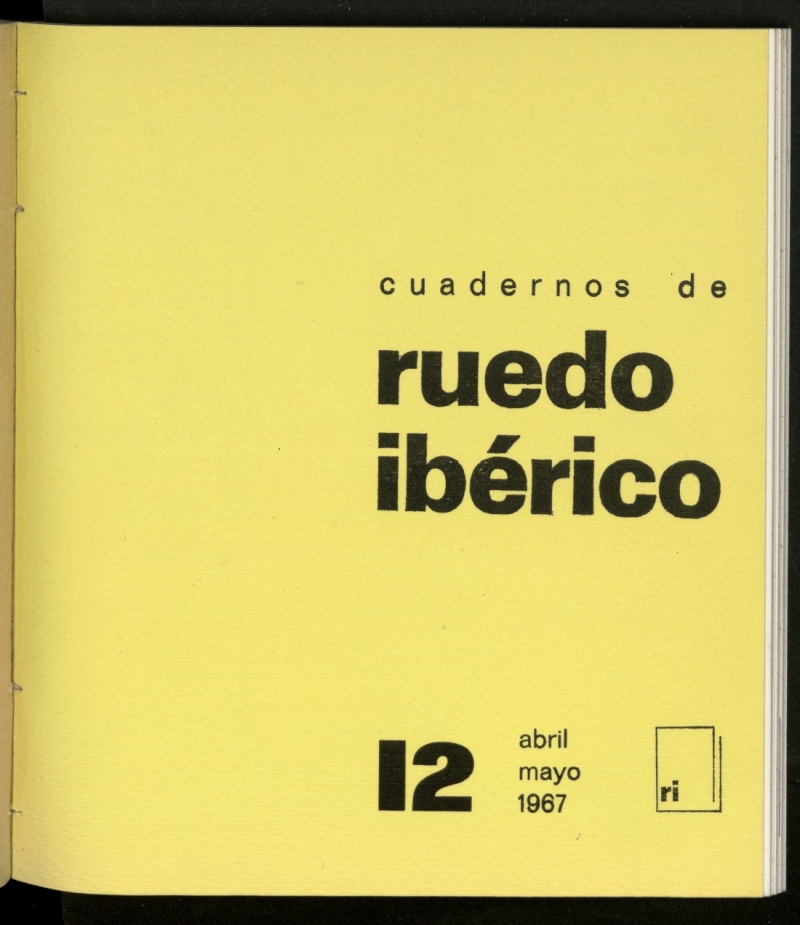 cuadernos de
ruedo
ibérico
12
abril
mayo
1967
ri